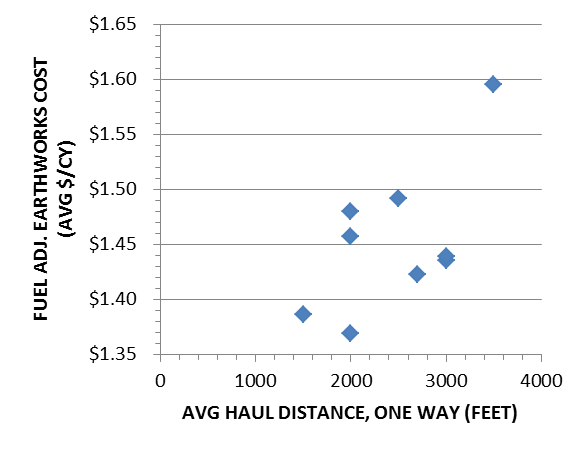 $1.65
$1.60
$1.55
$1.50
$1.45
$1.40
$1.35
FUEL ADJ. EARTHWORKS COST
(AVG $/CY)
0 1000 2000 3000 4000
AVG HAUL DISTANCE, ONE WAY (FEET)